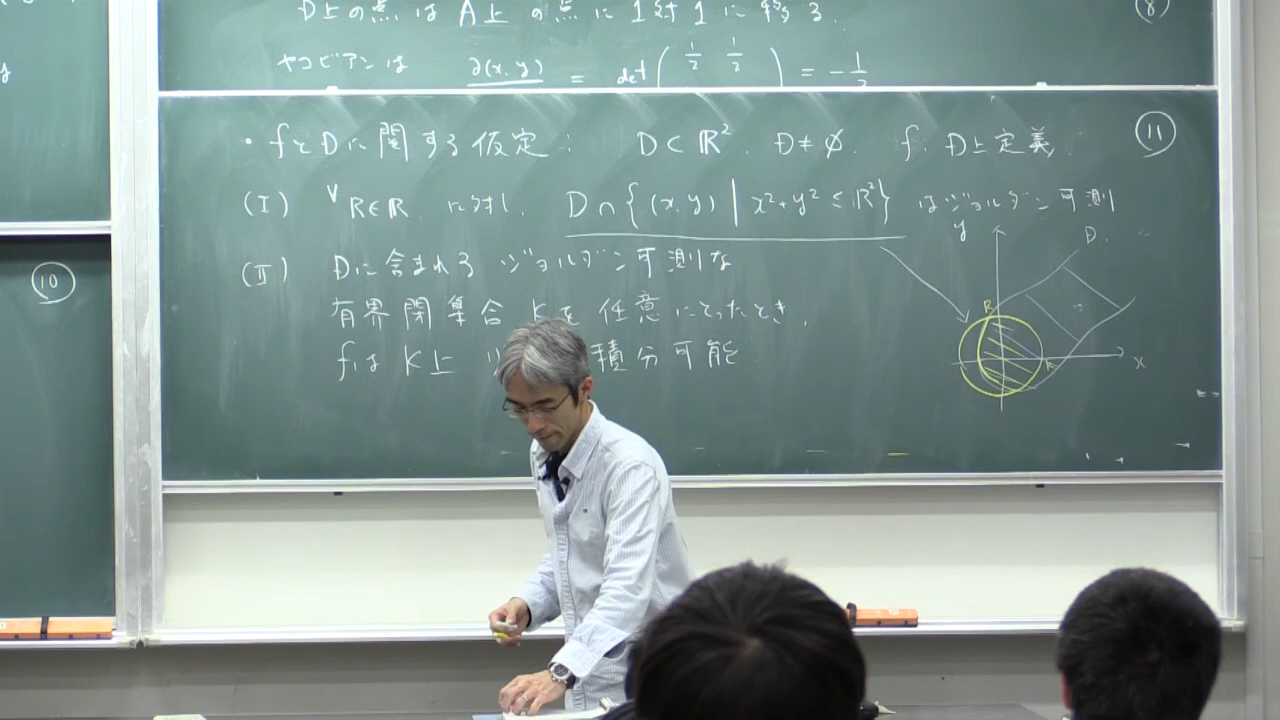 D上の点は A上の点に 1対1に移る.
⑧
ヤコビアンは ∂(x,y) = det( 1/2 1/2 ) = -1/2
・fとDに関する仮定: D⊂ℝ². D≠∅. f: D上定義.
⑪
(I) ∀R∈ℝ に対し, D∩{(x,y) | x²+y² ≤ ℝ²} はジョルダン可測
(II) Dに含まれる ジョルダン可測な
有界閉集合 Kを任意にとったとき,
fは K上 積分可能.
⑩
y
D.
R
R
x